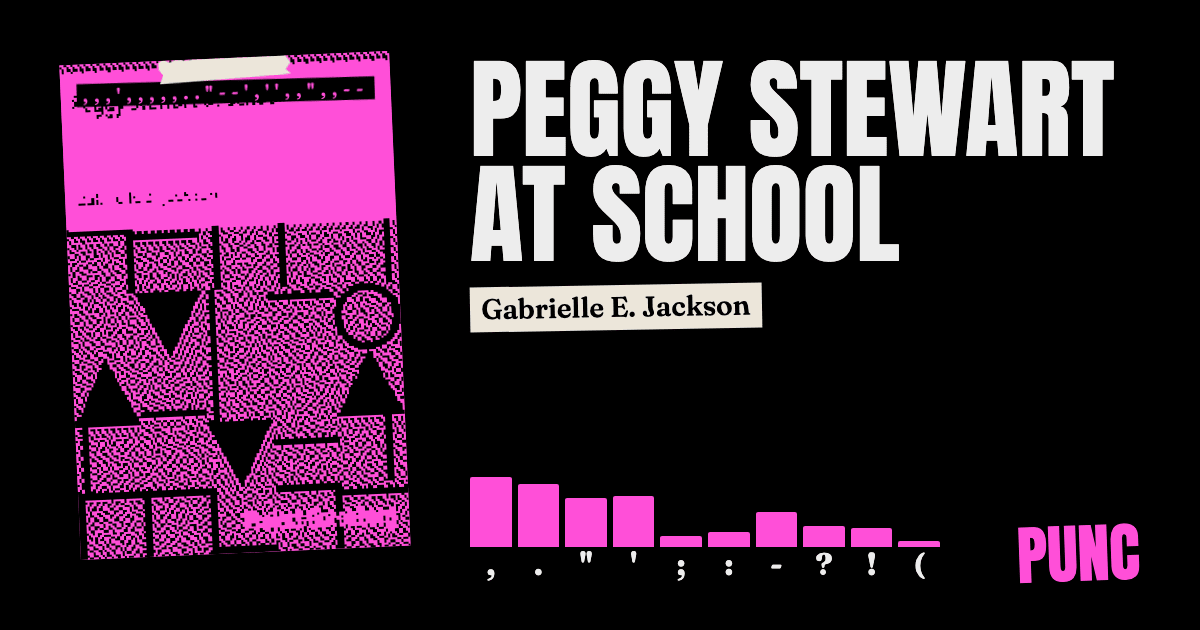 ,,,',,,,,..."--','',,",,--
PEGGY STEWART
AT SCHOOL
Gabrielle E. Jackson
, . " ' ; : - ? ! (
PUNC